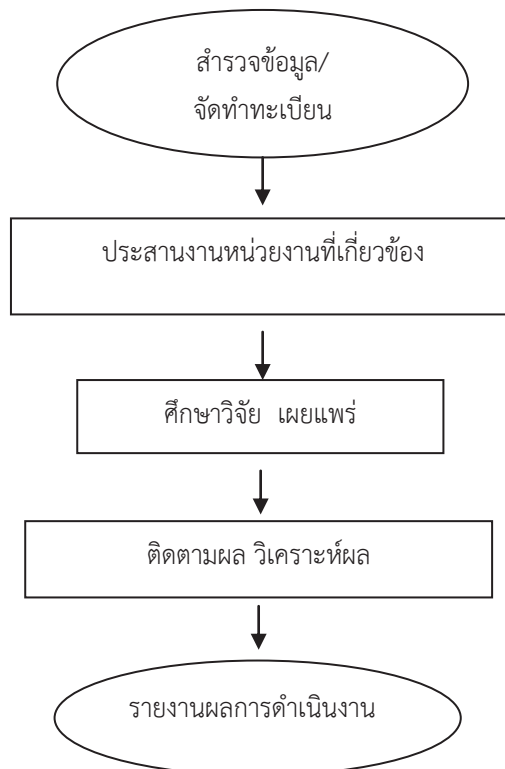 สำรวจข้อมูล/
จัดทำทะเบียน
ประสานงานหน่วยงานที่เกี่ยวข้อง
ศึกษาวิจัย เผยแพร่
ติดตามผล วิเคราะห์ผล
รายงานผลการดำเนินงาน